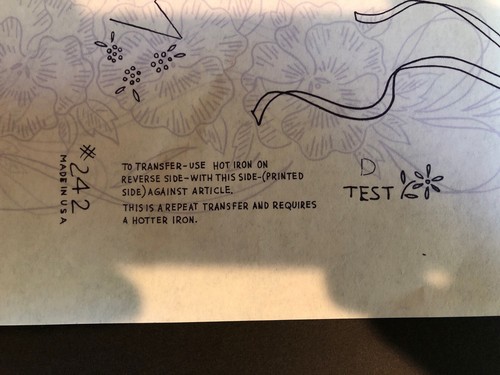 #242
MADE IN USA
TO TRANSFER-USE HOT IRON ON
REVERSE SIDE-WITH THIS SIDE-(PRINTED
SIDE) AGAINST ARTICLE.
THIS IS A REPEAT TRANSFER AND REQUIRES
A HOTTER IRON.
D
TEST